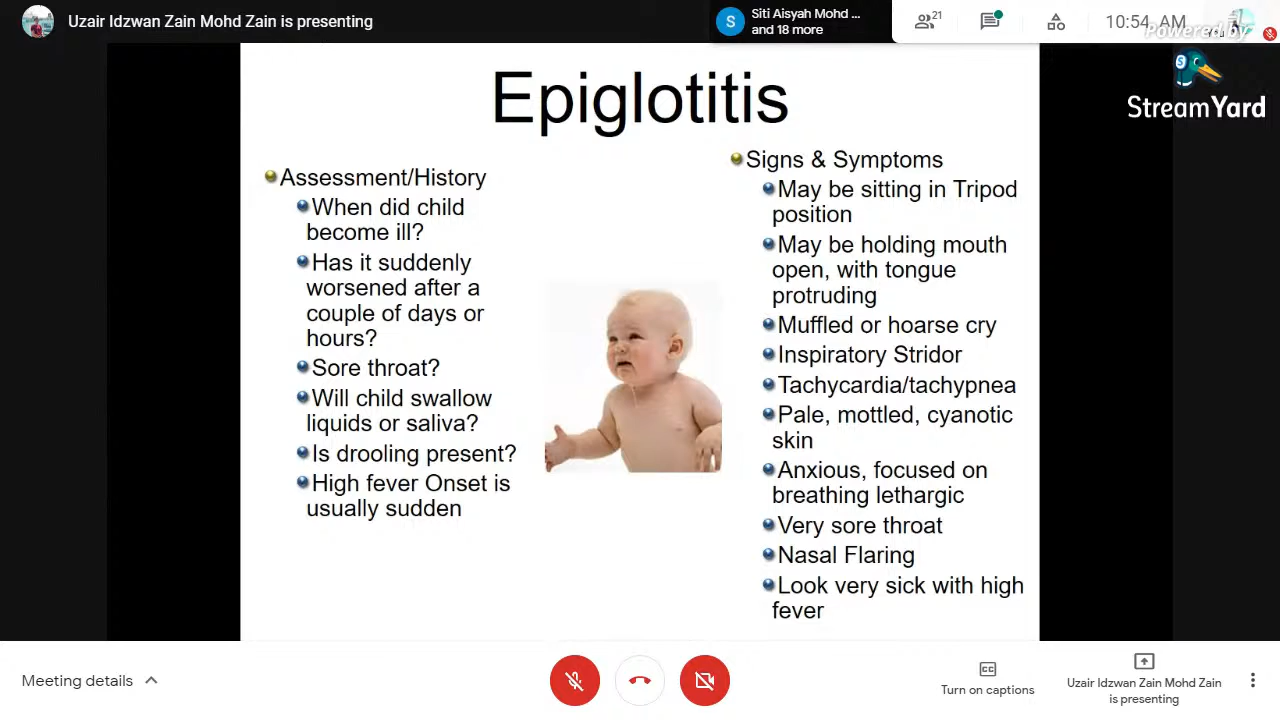 Uzair Idzwan Zain Mohd Zain is presenting
S
Siti Aisyah Mohd ...
and 18 more
21
10:54 AM
Powered by
StreamYard
Epiglotitis
Assessment/History
When did child
become ill?
Has it suddenly
worsened after a
couple of days or
hours?
Sore throat?
Will child swallow
liquids or saliva?
Is drooling present?
High fever Onset is
usually sudden
Signs & Symptoms
May be sitting in Tripod
position
May be holding mouth
open, with tongue
protruding
Muffled or hoarse cry
Inspiratory Stridor
Tachycardia/tachypnea
Pale, mottled, cyanotic
skin
Anxious, focused on
breathing lethargic
Very sore throat
Nasal Flaring
Look very sick with high
fever
Meeting details
Turn on captions
Uzair Idzwan Zain Mohd Zain
is presenting